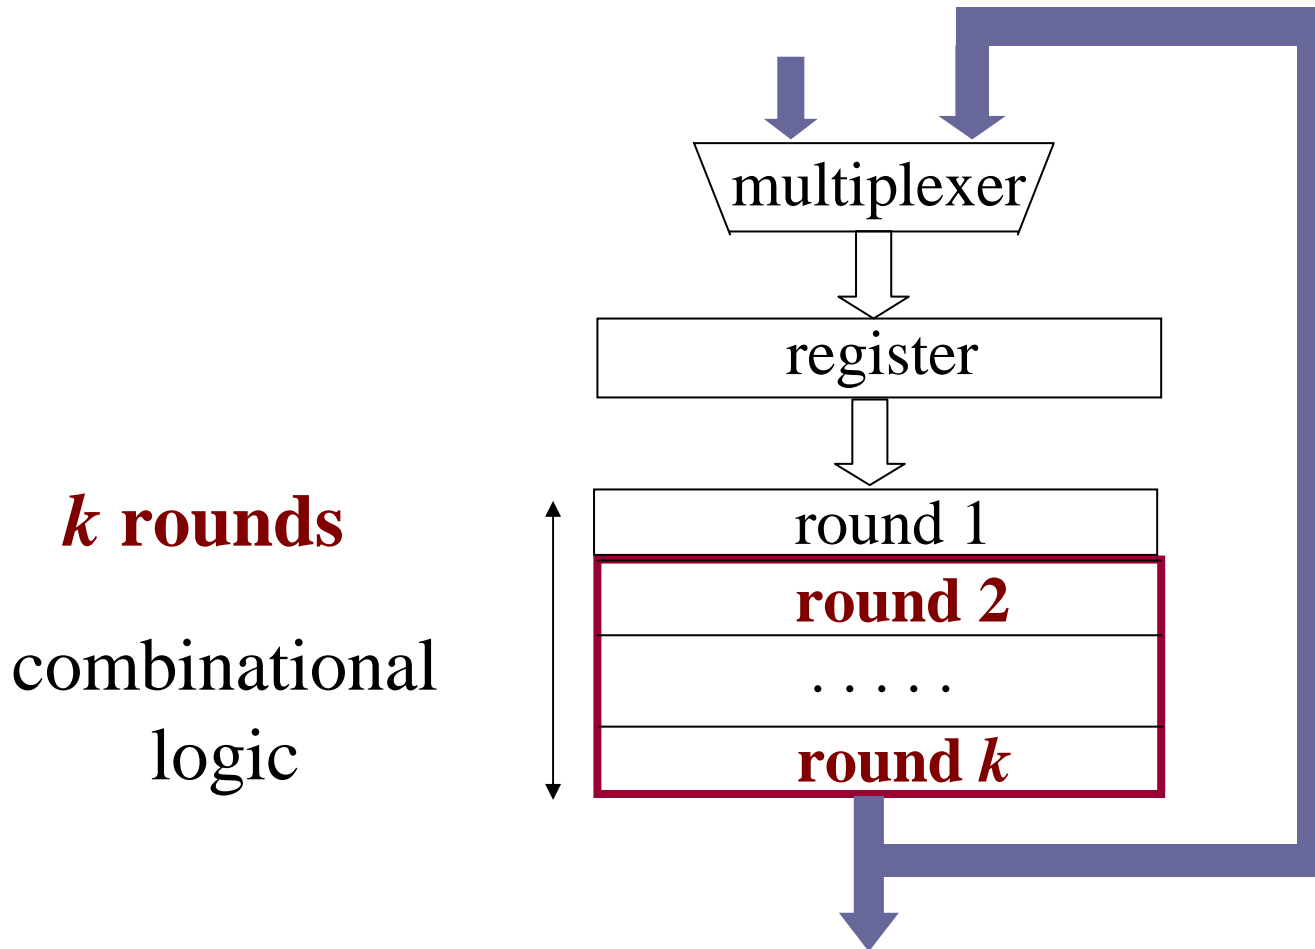 multiplexer
register
k rounds
round 1
round 2
combinational
logic
. . . . .
round k